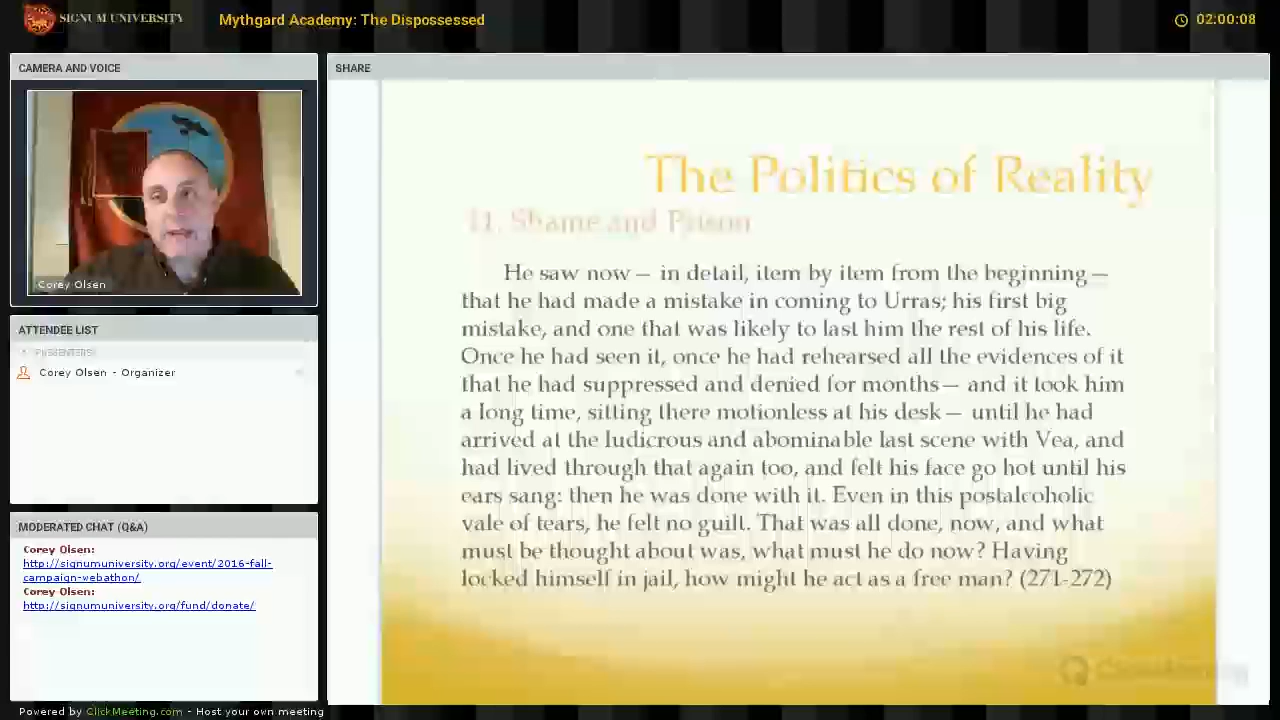 SIGNUM UNIVERSITY
Mythgard Academy: The Dispossessed
02:00:08
CAMERA AND VOICE
Corey Olsen
ATTENDEE LIST
PRESENTERS
Corey Olsen - Organizer
MODERATED CHAT (Q&A)
Corey Olsen:
http://signumuniversity.org/event/2016-fall-
campaign-webathon/
Corey Olsen:
http://signumuniversity.org/fund/donate/
Powered by ClickMeeting.com - Host your own meeting
SHARE
The Politics of Reality
11. Shame and Prison
He saw now — in detail, item by item from the beginning —
that he had made a mistake in coming to Urras; his first big
mistake, and one that was likely to last him the rest of his life.
Once he had seen it, once he had rehearsed all the evidences of it
that he had suppressed and denied for months — and it took him
a long time, sitting there motionless at his desk — until he had
arrived at the ludicrous and abominable last scene with Vea, and
had lived through that again too, and felt his face go hot until his
ears sang: then he was done with it. Even in this postalcoholic
vale of tears, he felt no guilt. That was all done, now, and what
must be thought about was, what must he do now? Having
locked himself in jail, how might he act as a free man? (271-272)
ClickMeeting